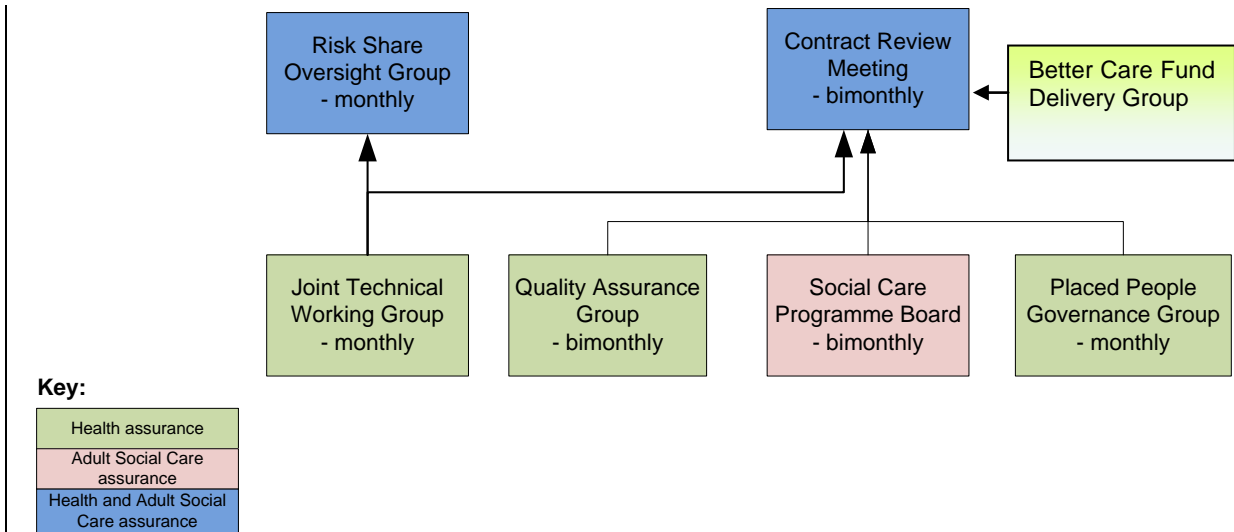 Risk Share
Oversight Group
- monthly
Contract Review
Meeting
- bimonthly
Better Care Fund
Delivery Group
Joint Technical
Working Group
- monthly
Quality Assurance
Group
- bimonthly
Social Care
Programme Board
- bimonthly
Placed People
Governance Group
- monthly
Key:
Health assurance
Adult Social Care
assurance
Health and Adult Social
Care assurance